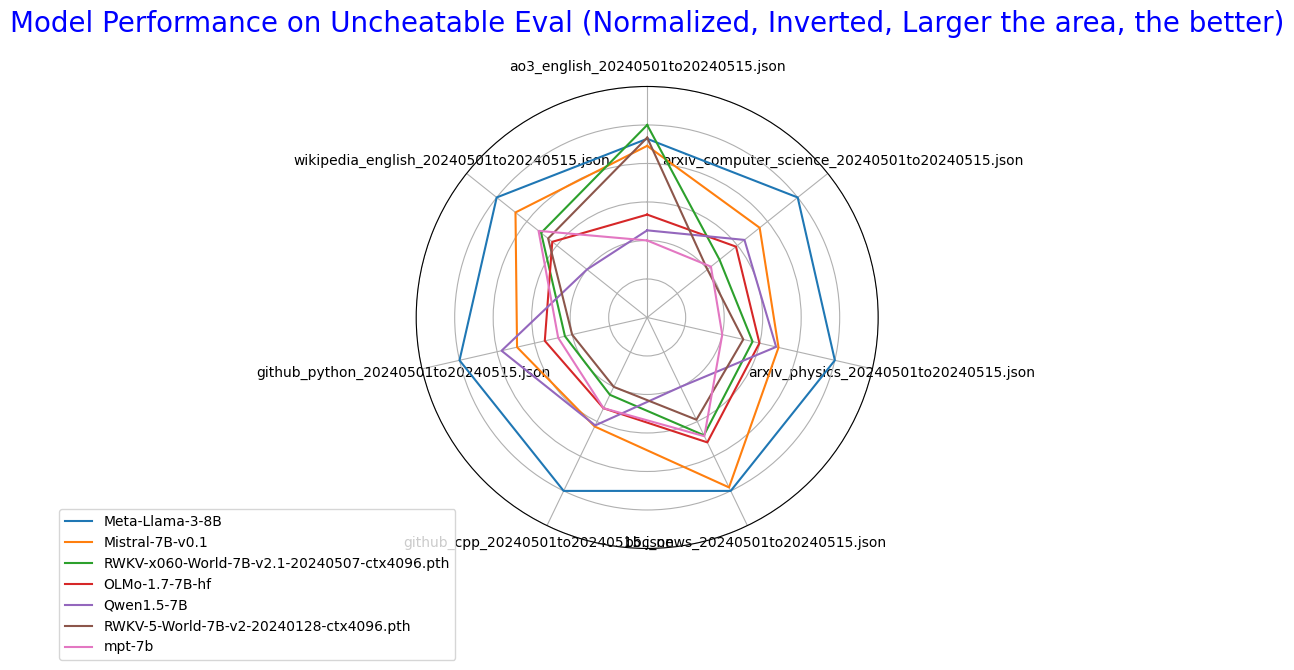 Model Performance on Uncheatable Eval (Normalized, Inverted, Larger the area, the better)
ao3_english_20240501to20240515.json
wikipedia_english_20240501to20240515.json
arxiv_computer_science_20240501to20240515.json
github_python_20240501to20240515.json
arxiv_physics_20240501to20240515.json
github_cpp_20240501to20240515.json
bbc_news_20240501to20240515.json
Meta-Llama-3-8B
Mistral-7B-v0.1
RWKV-x060-World-7B-v2.1-20240507-ctx4096.pth
OLMo-1.7-7B-hf
Qwen1.5-7B
RWKV-5-World-7B-v2-20240128-ctx4096.pth
mpt-7b